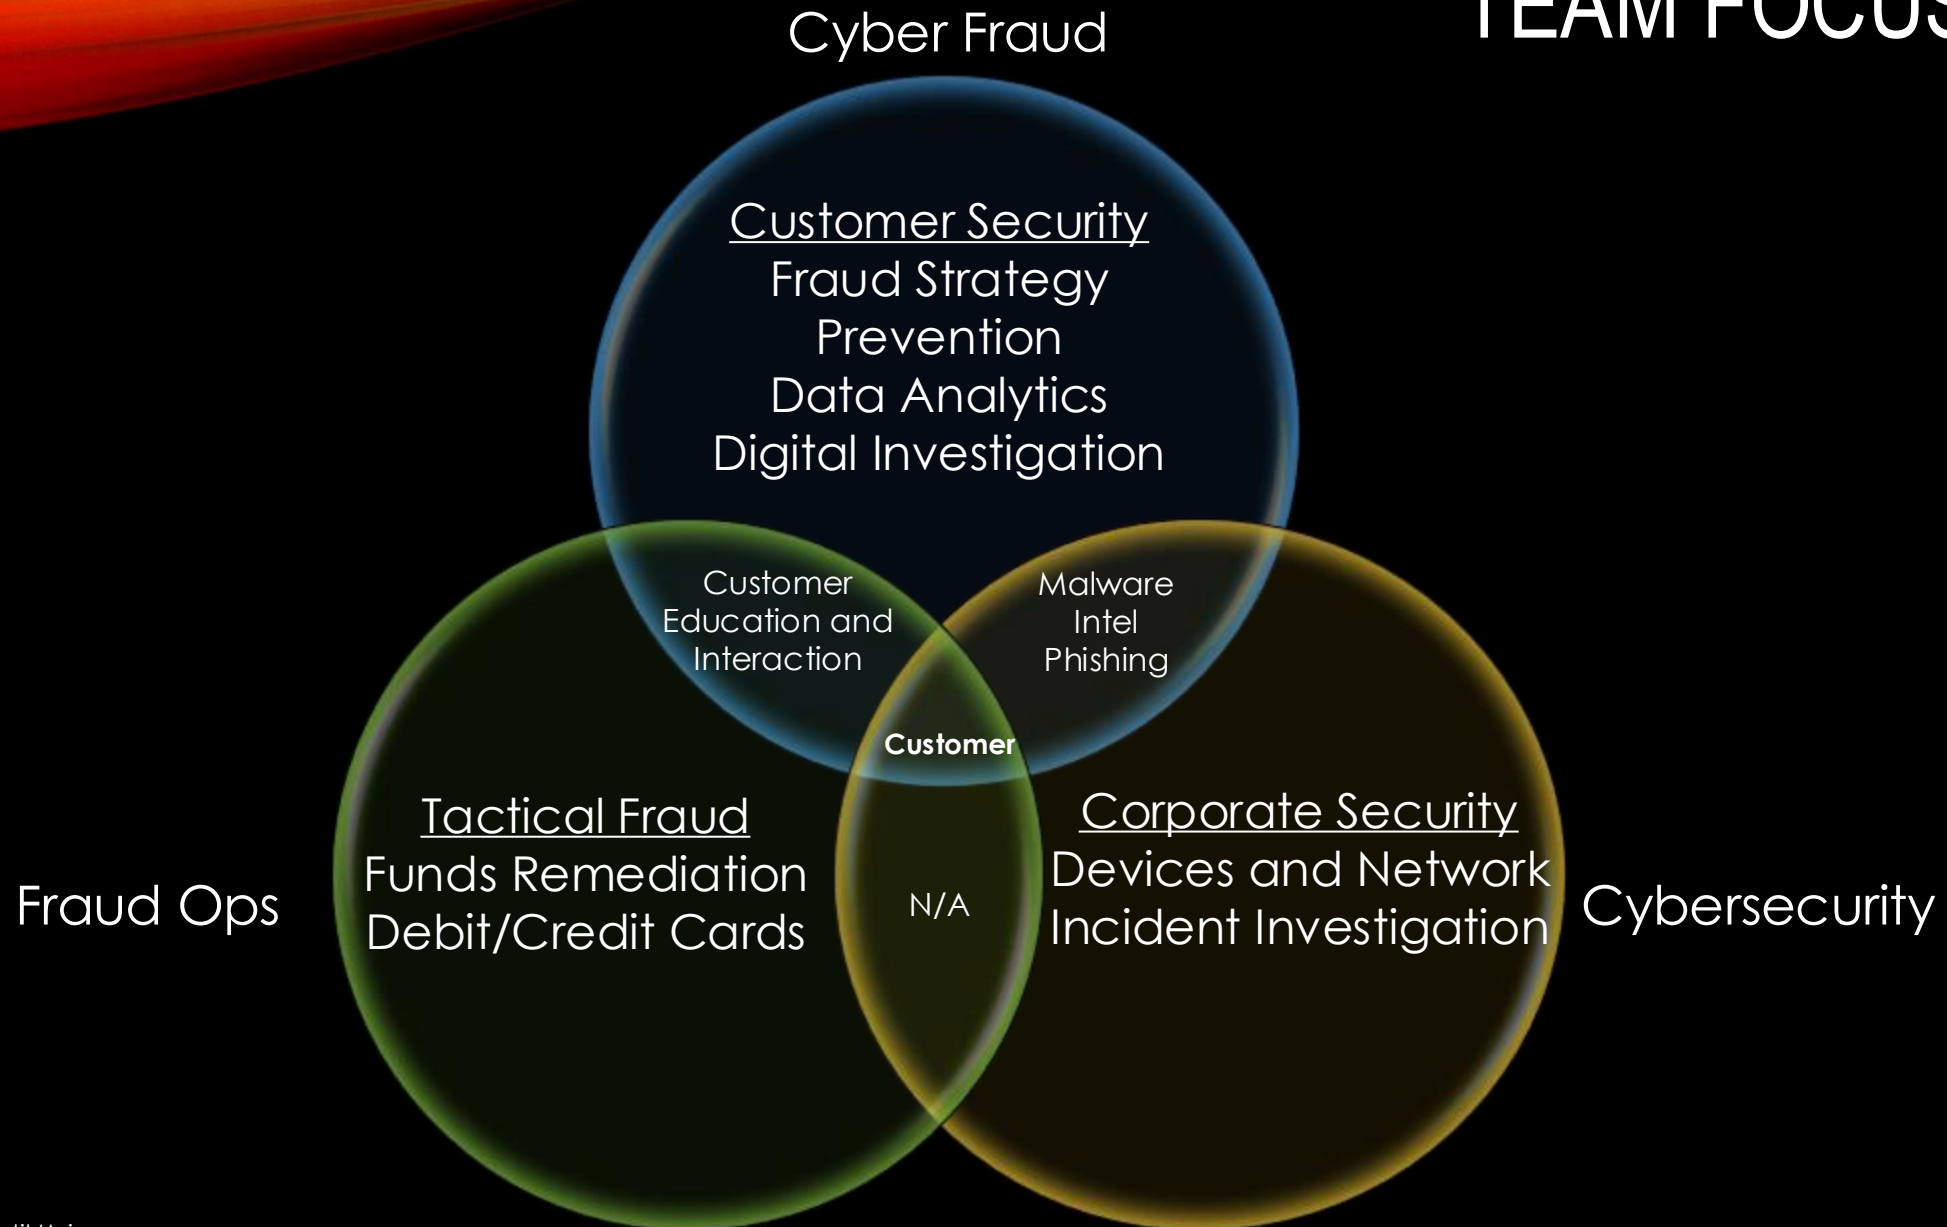 TEAM FOCUS
Cyber Fraud
Customer Security
Fraud Strategy
Prevention
Data Analytics
Digital Investigation
Customer
Education and
Interaction
Malware
Intel
Phishing
Customer
Tactical Fraud
Funds Remediation
Debit/Credit Cards
N/A
Corporate Security
Devices and Network
Incident Investigation
Fraud Ops
Cybersecurity